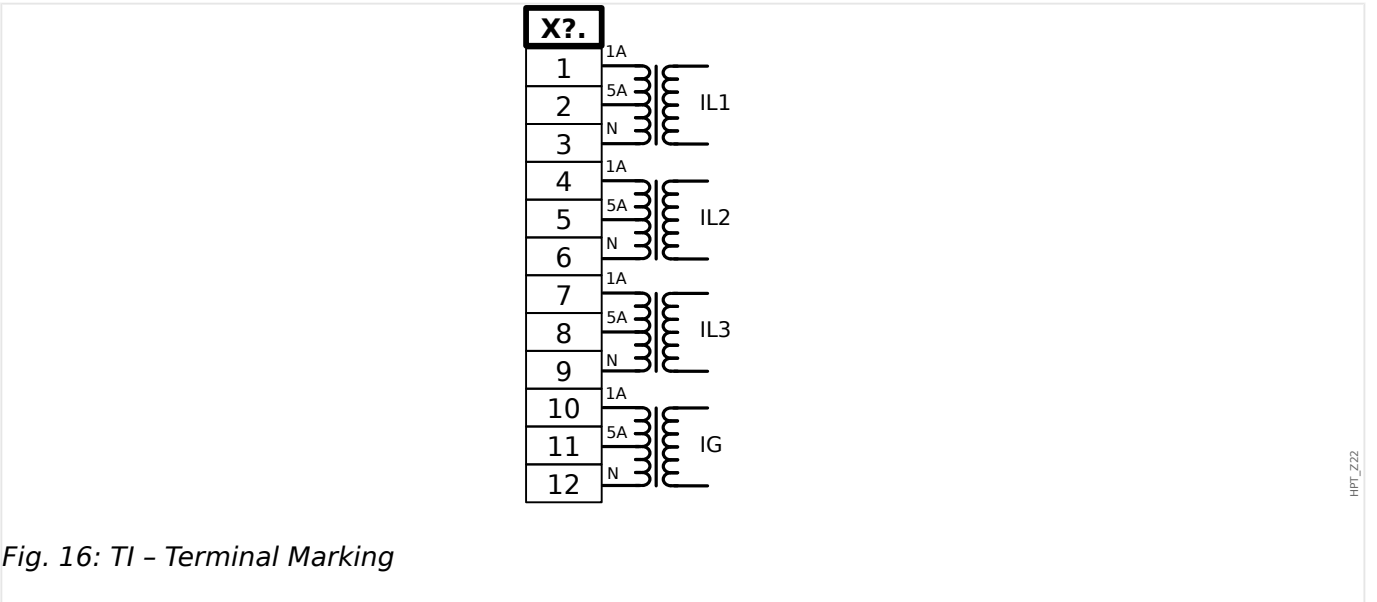 X?.
1A
1
5A
2
IL1
N
3
1A
4
5A
5
IL2
N
6
1A
7
5A
8
IL3
N
9
1A
10
5A
11
IG
N
12
HPT_Z22
Fig. 16: TI – Terminal Marking